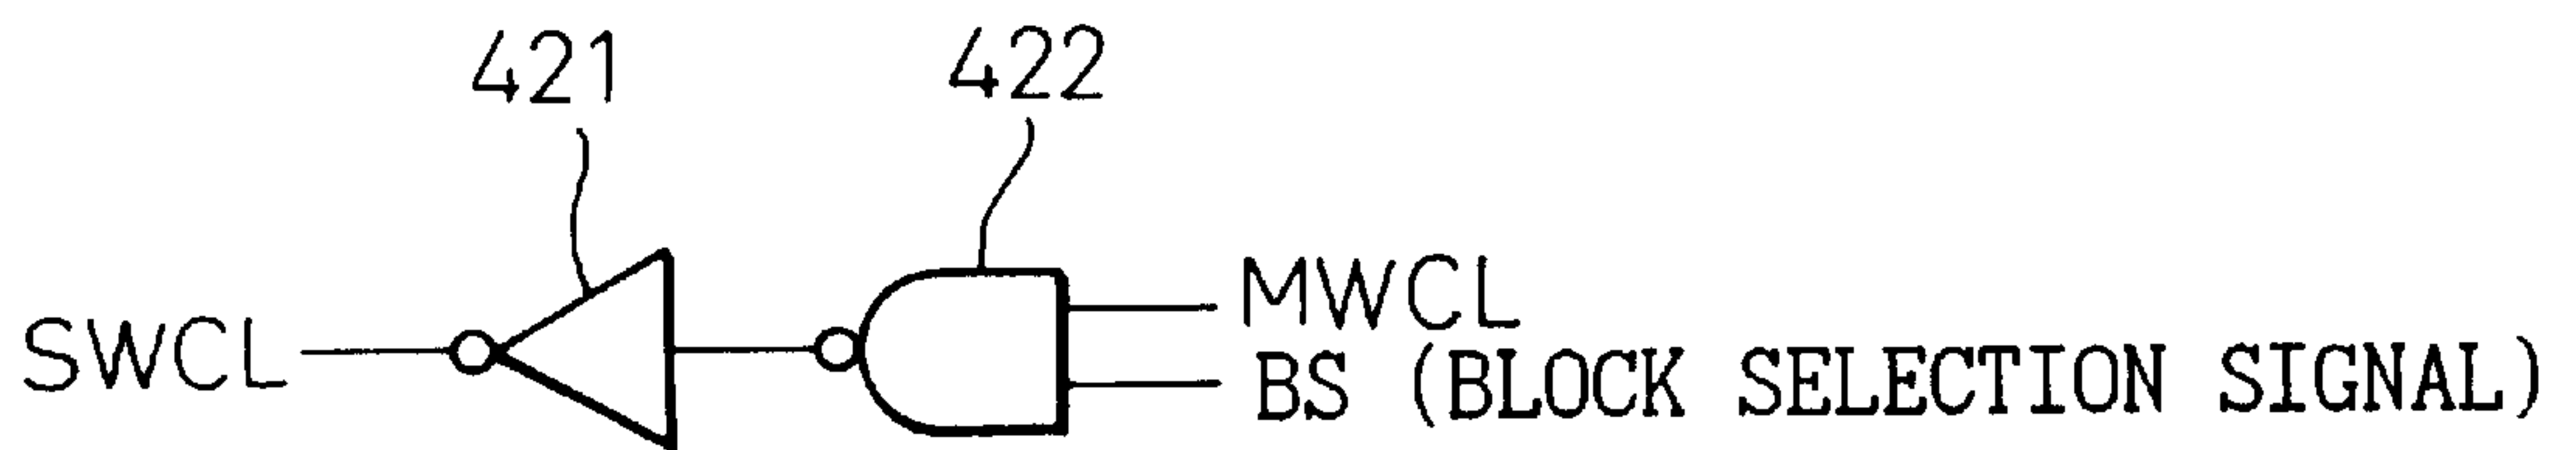 421 422
MWCL
SWCL
BS (BLOCK SELECTION SIGNAL)